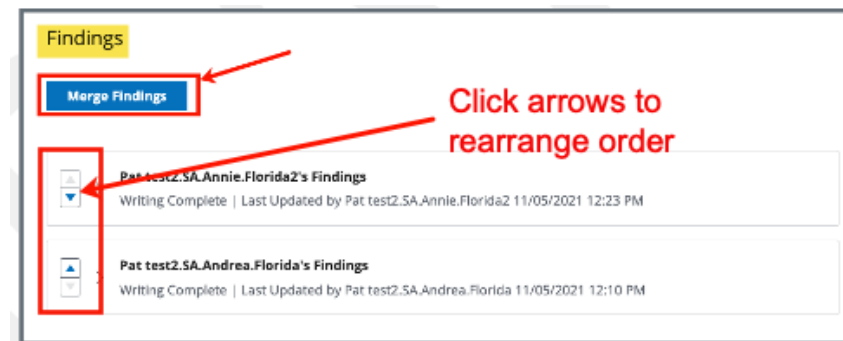 Findings
Merge Findings
Click arrows to
rearrange order
Pat test2.SA.Annie.Florida2's Findings
Writing Complete | Last Updated by Pat test2.SA.Annie.Florida2 11/05/2021 12:23 PM
Pat test2.SA.Andrea.Florida's Findings
Writing Complete | Last Updated by Pat test2.SA.Andrea.Florida 11/05/2021 12:10 PM